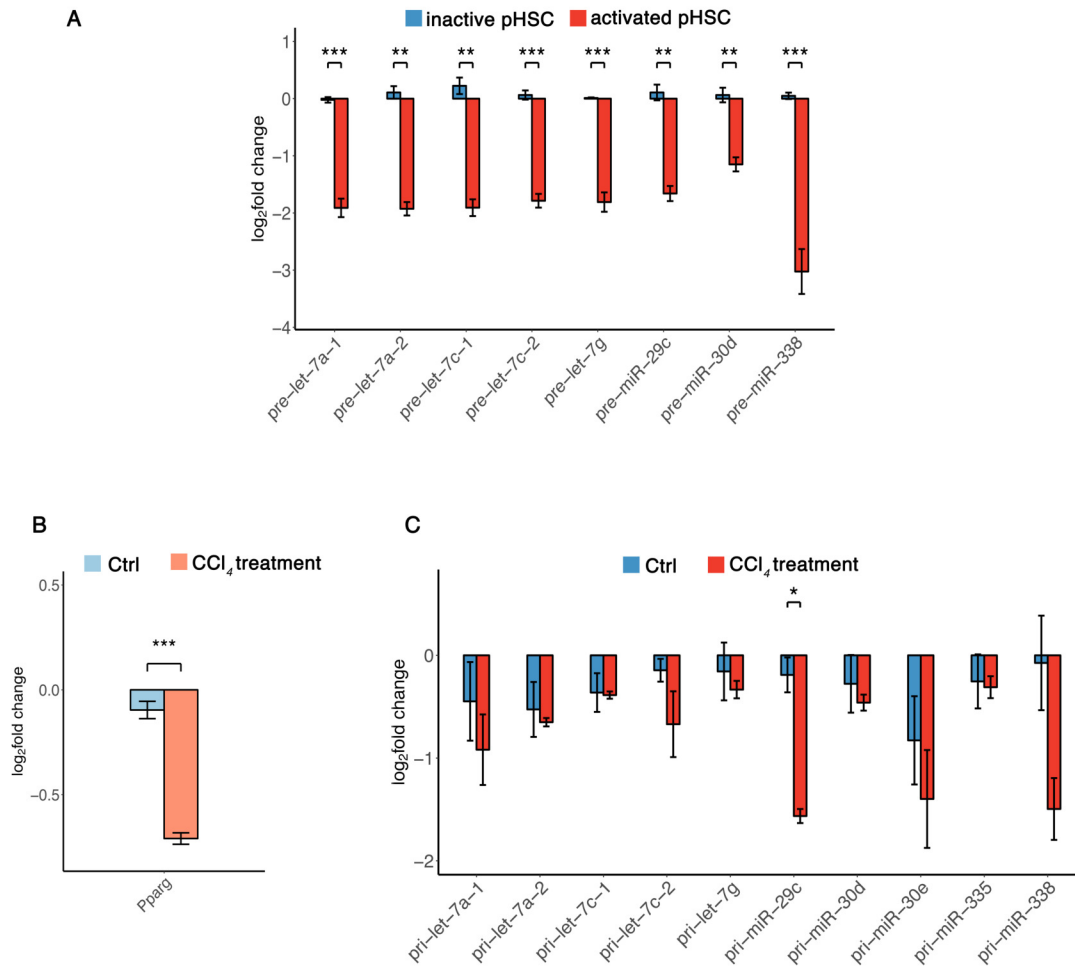 A
inactive pHSC activated pHSC
*** ** ** *** *** ** ** ***
1
0
−1
−2
−3
−4
log2fold change
pre−let−7a−1 pre−let−7a−2 pre−let−7c−1 pre−let−7c−2 pre−let−7g pre−miR−29c pre−miR−30d pre−miR−338
B
Ctrl CCl4 treatment
***
0.5
0.0
−0.5
log2fold change
Pparg
C
Ctrl CCl4 treatment
*
0
−1
−2
log2fold change
pri−let−7a−1 pri−let−7a−2 pri−let−7c−1 pri−let−7c−2 pri−let−7g pri−miR−29c pri−miR−30d pri−miR−30e pri−miR−335 pri−miR−338